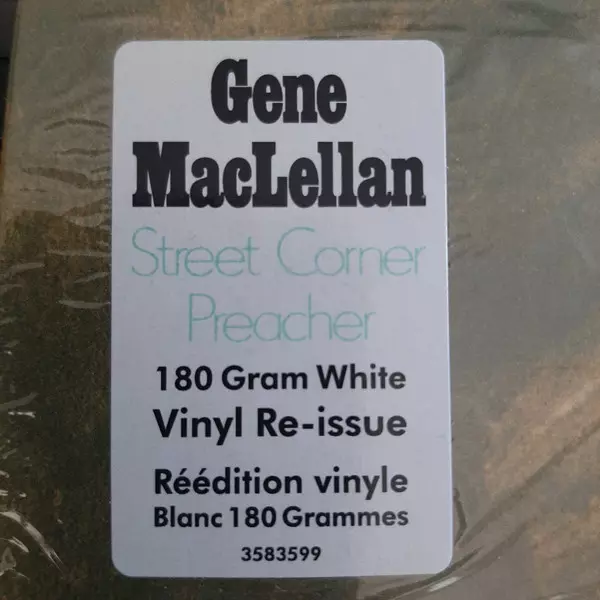 Gene
MacLellan
Street Corner
Preacher
180 Gram White
Vinyl Re-issue
Réédition vinyle
Blanc 180 Grammes
3583599